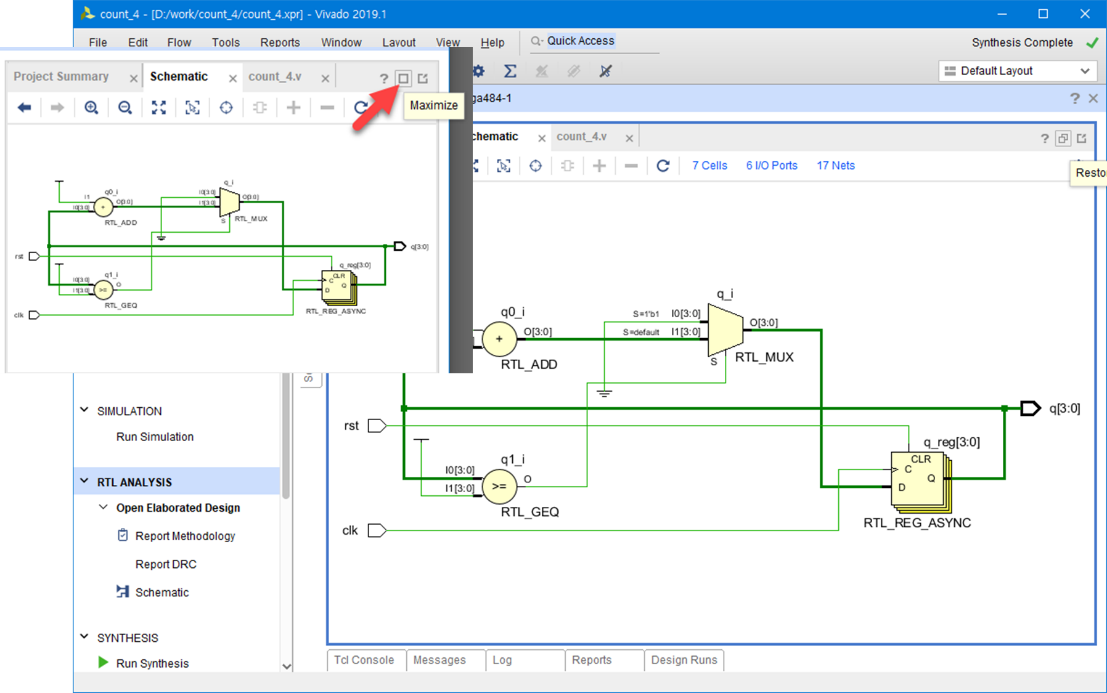 count_4 - [D:/work/count_4/count_4.xpr] - Vivado 2019.1
File Edit Flow Tools Reports Window Layout View Help
Quick Access
Synthesis Complete
Default Layout
ga484-1
Project Summary
Schematic
count_4.v
Maximize
I1
I0[3:0]
q0_i
O[3:0]
RTL_ADD
I0[3:0]
I1[3:0]
q_i
O[3:0]
S
RTL_MUX
q[3:0]
rst
I0[3:0]
I1[3:0]
q1_i
O
RTL_GEQ
q_reg[3:0]
CLR
C
D
Q
RTL_REG_ASYNC
clk
chematic
count_4.v
7 Cells
6 I/O Ports
17 Nets
Resto
q0_i
+
O[3:0]
RTL_ADD
S=1'b1
I0[3:0]
S=default
I1[3:0]
q_i
O[3:0]
S
RTL_MUX
q[3:0]
rst
I0[3:0]
I1[3:0]
q1_i
>=
O
RTL_GEQ
q_reg[3:0]
CLR
C
D
Q
RTL_REG_ASYNC
clk
SIMULATION
Run Simulation
RTL ANALYSIS
Open Elaborated Design
Report Methodology
Report DRC
Schematic
SYNTHESIS
Run Synthesis
Tcl Console
Messages
Log
Reports
Design Runs